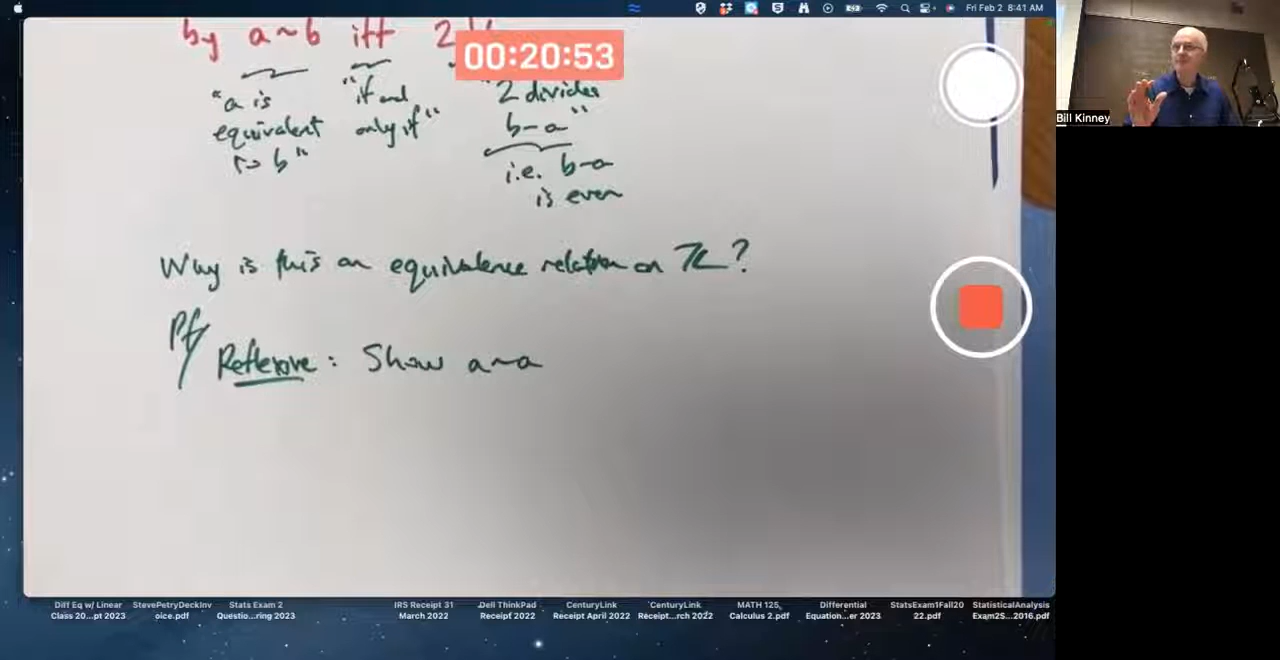 Fri Feb 2 8:41 AM
by a ~ b iff 2
00:20:53
"a is equivalent to b"
"if and only if"
"2 divides b-a"
i.e. b-a is even
Bill Kinney
Why is this an equivalence relation on ℤ?
Pf/
Reflexive: Show a~a
Diff Eq w/ Linear Class 20...pt 2023
StevePetryDeckInv oice.pdf
Stats Exam 2 Questio...ring 2023
IRS Receipt 31 March 2022
Dell ThinkPad Receipt 2022
CenturyLink Receipt April 2022
CenturyLink Receipt...rch 2022
MATH 125, Calculus 2.pdf
Differential Equation...er 2023
StatsExam1Fall20 22.pdf
StatisticalAnalysis Exam2S...2016.pdf